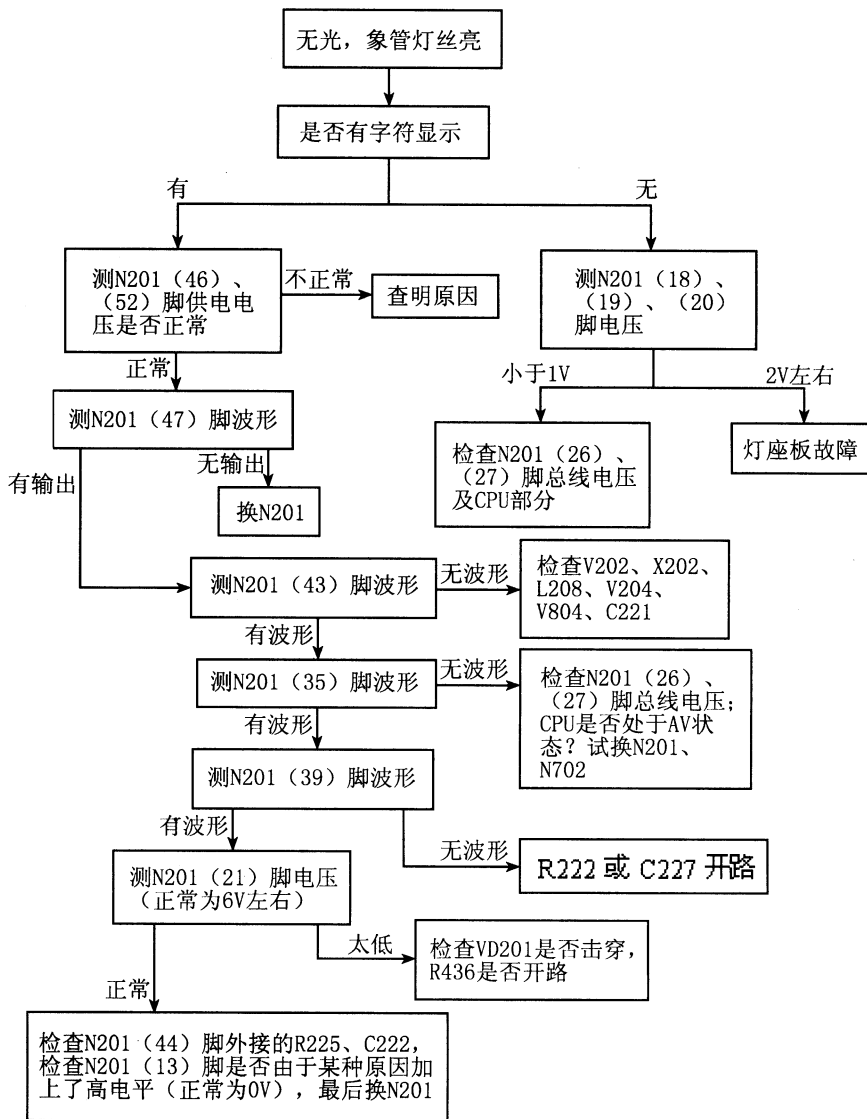 无光，象管灯丝亮
是否有字符显示
有
无
测N201（46）、
（52）脚供电电
压是否正常
不正常
查明原因
测N201（18）、
（19）、（20）
脚电压
正常
小于1V
2V左右
测N201（47）脚波形
检查N201（26）、
（27）脚总线电压
及CPU部分
灯座板故障
有输出
无输出
换N201
测N201（43）脚波形
无波形
检查V202、X202、
L208、V204、
V804、C221
有波形
测N201（35）脚波形
无波形
检查N201（26）、
（27）脚总线电压；
CPU是否处于AV状
态？试换N201、
N702
有波形
测N201（39）脚波形
有波形
无波形
R222 或 C227 开路
测N201（21）脚电压
（正常为6V左右）
太低
检查VD201是否击穿，
R436是否开路
正常
检查N201（44）脚外接的R225、C222，
检查N201（13）脚是否由于某种原因加
上了高电平（正常为0V），最后换N201